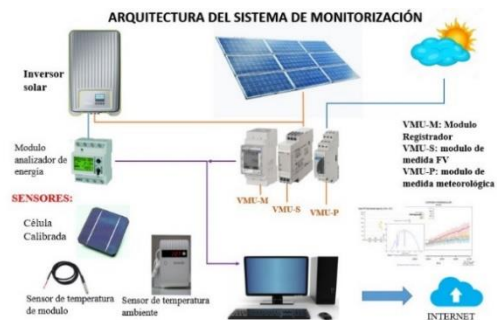 ARQUITECTURA DEL SISTEMA DE MONITORIZACIÓN
Inversor
solar
Modulo
analizador de
energía
VMU-M
VMU-S
VMU-P
VMU-M: Modulo
Registrador
VMU-S: modulo de
medida FV
VMU-P: modulo de
medida meteorológica
SENSORES:
Célula
Calibrada
Sensor de temperatura
de modulo
Sensor de temperatura
ambiente
INTERNET